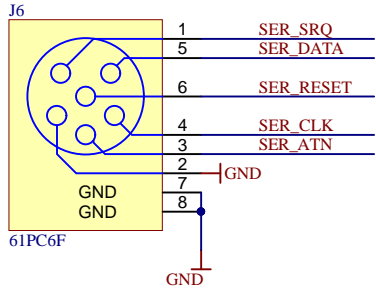 J6
1 SER_SRQ
5 SER_DATA
6 SER_RESET
4 SER_CLK
3 SER_ATN
2 GND
GND 7
GND 8
61PC6F
GND